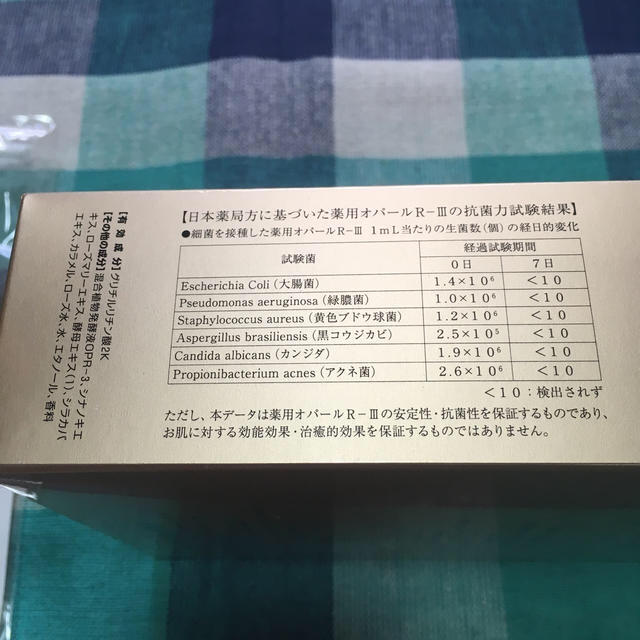 【日本薬局方に基づいた薬用オパールR-Ⅲの抗菌力試験結果】
●細菌を接種した薬用オパールR-Ⅲ 1mL当たりの生菌数(個)の経日的変化
試験菌 経過試験期間
0日 7日
Escherichia Coli(大腸菌) 1.4×10⁶ <10
Pseudomonas aeruginosa(緑膿菌) 1.0×10⁶ <10
Staphylococcus aureus(黄色ブドウ球菌) 1.2×10⁶ <10
Aspergillus brasiliensis(黒コウジカビ) 2.5×10⁵ <10
Candida albicans(カンジダ) 1.9×10⁶ <10
Propionibacterium acnes(アクネ菌) 2.6×10⁶ <10
<10:検出されず
ただし、本データは薬用オパールR-Ⅲの安定性・抗菌性を保証するものであり、
お肌に対する効能効果・治癒的効果を保証するものではありません。
【有効成分】グリチルリチン酸2K
【その他の成分】混合植物発酵液OPR-3、シナノキエ
キス、ローズマリーエキス、酵母エキス(1)、シラカバ
エキス、カラメル、ローズ水、水、エタノール、香料